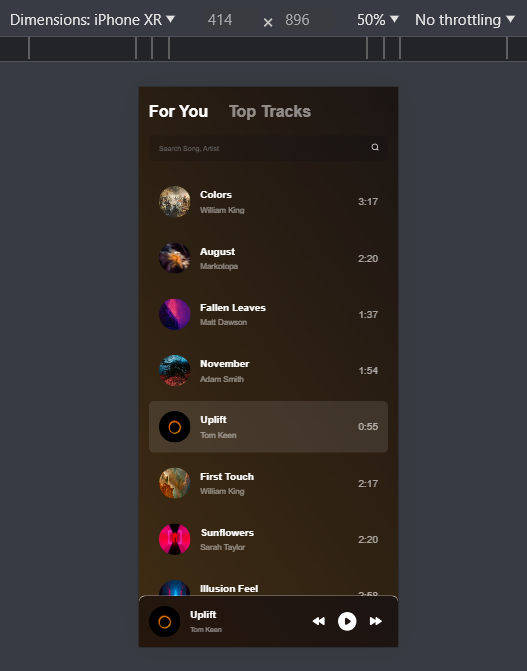 Dimensions: iPhone XR ▼ 414 × 896 50% ▼ No throttling ▼
For You Top Tracks
Search Song, Artist
Colors
William King
3:17
August
Markotopa
2:20
Fallen Leaves
Matt Dawson
1:37
November
Adam Smith
1:54
Uplift
Tom Keen
0:55
First Touch
William King
2:17
Sunflowers
Sarah Taylor
2:20
Illusion Feel
2:58
Uplift
Tom Keen